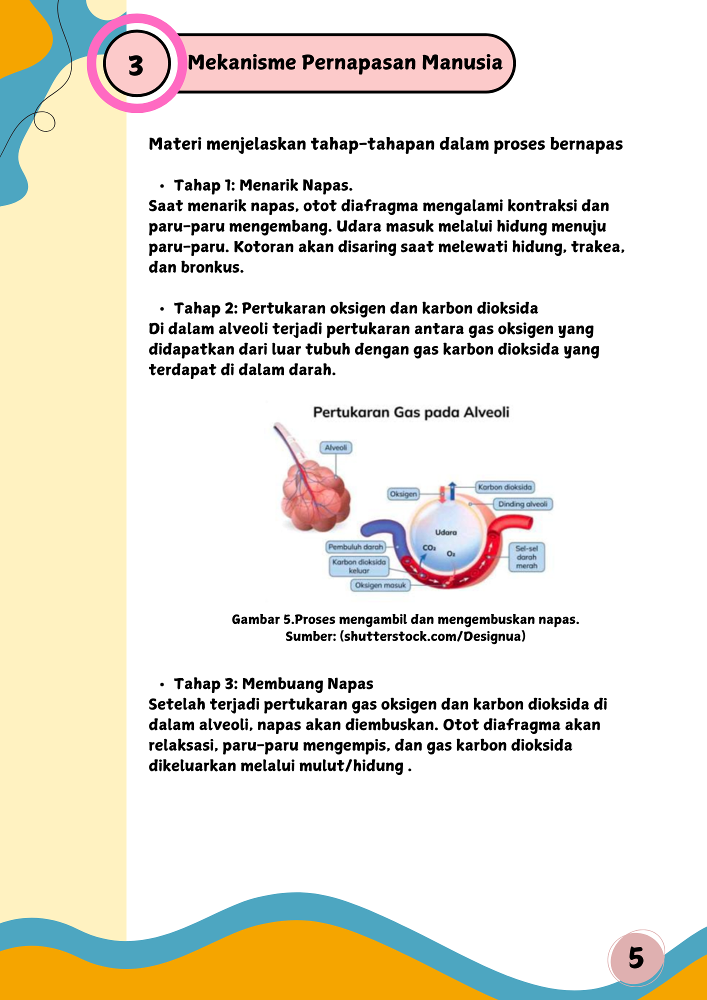 3
Mekanisme Pernapasan Manusia
Materi menjelaskan tahap-tahapan dalam proses bernapas
• Tahap 1: Menarik Napas.
Saat menarik napas, otot diafragma mengalami kontraksi dan
paru-paru mengembang. Udara masuk melalui hidung menuju
paru-paru. Kotoran akan disaring saat melewati hidung, trakea,
dan bronkus.
• Tahap 2: Pertukaran oksigen dan karbon dioksida
Di dalam alveoli terjadi pertukaran antara gas oksigen yang
didapatkan dari luar tubuh dengan gas karbon dioksida yang
terdapat di dalam darah.
Pertukaran Gas pada Alveoli
Alveoli
Karbon dioksida
Oksigen
Dinding alveoli
Udara
Pembuluh darah
CO₂
O₂
Sel-sel
darah
merah
Karbon dioksida
keluar
Oksigen masuk
Gambar 5.Proses mengambil dan mengembuskan napas.
Sumber: (shutterstock.com/Designua)
• Tahap 3: Membuang Napas
Setelah terjadi pertukaran gas oksigen dan karbon dioksida di
dalam alveoli, napas akan diembuskan. Otot diafragma akan
relaksasi, paru-paru mengempis, dan gas karbon dioksida
dikeluarkan melalui mulut/hidung .
5